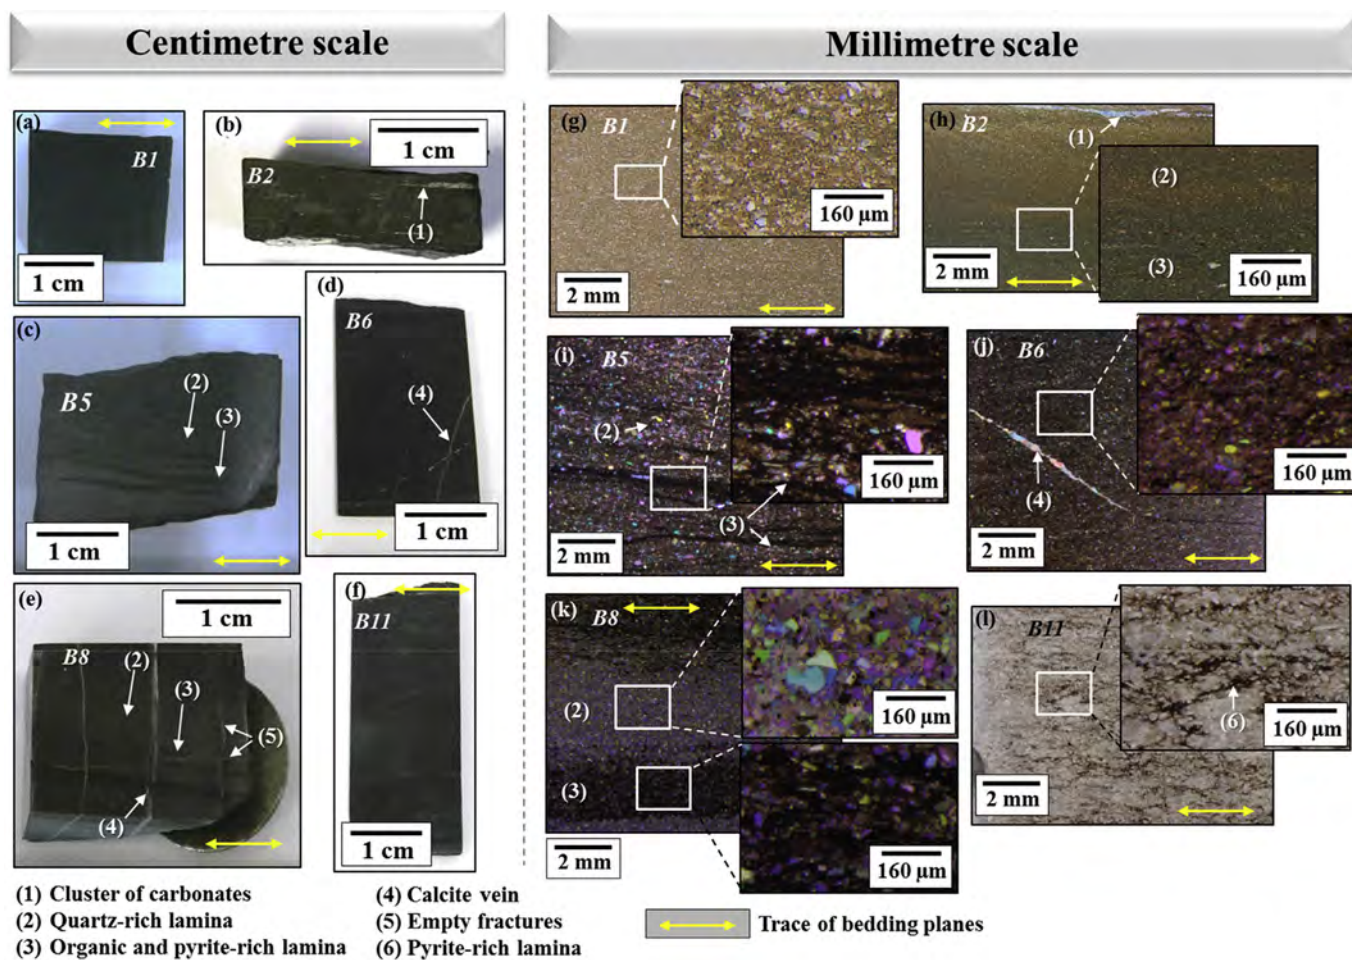 Centimetre scale
Millimetre scale
(a)
B1
1 cm
(b)
1 cm
B2
(1)
(c)
B5
(2)
(3)
1 cm
(d)
B6
(4)
1 cm
(e)
1 cm
B8
(2)
(3)
(5)
(4)
(f)
B11
1 cm
(g)
B1
160 µm
2 mm
(h)
B2
(1)
(2)
(3)
2 mm
160 µm
(i)
B5
(2)
(3)
160 µm
2 mm
(j)
B6
(4)
160 µm
2 mm
(k)
B8
(2)
160 µm
(3)
160 µm
2 mm
(l)
B11
(6)
160 µm
2 mm
(1) Cluster of carbonates
(2) Quartz-rich lamina
(3) Organic and pyrite-rich lamina
(4) Calcite vein
(5) Empty fractures
(6) Pyrite-rich lamina
Trace of bedding planes